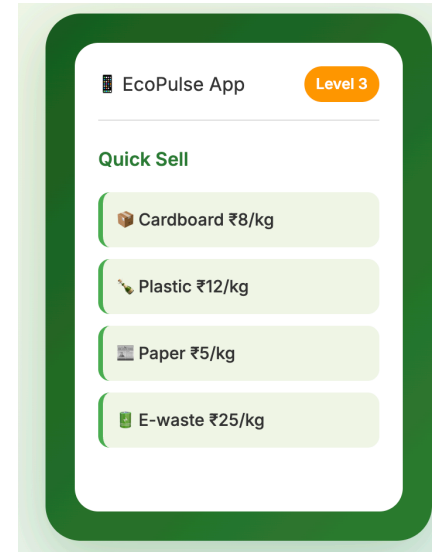 📱 EcoPulse App
Level 3
Quick Sell
📦 Cardboard ₹8/kg
🍾 Plastic ₹12/kg
📰 Paper ₹5/kg
🔋 E-waste ₹25/kg